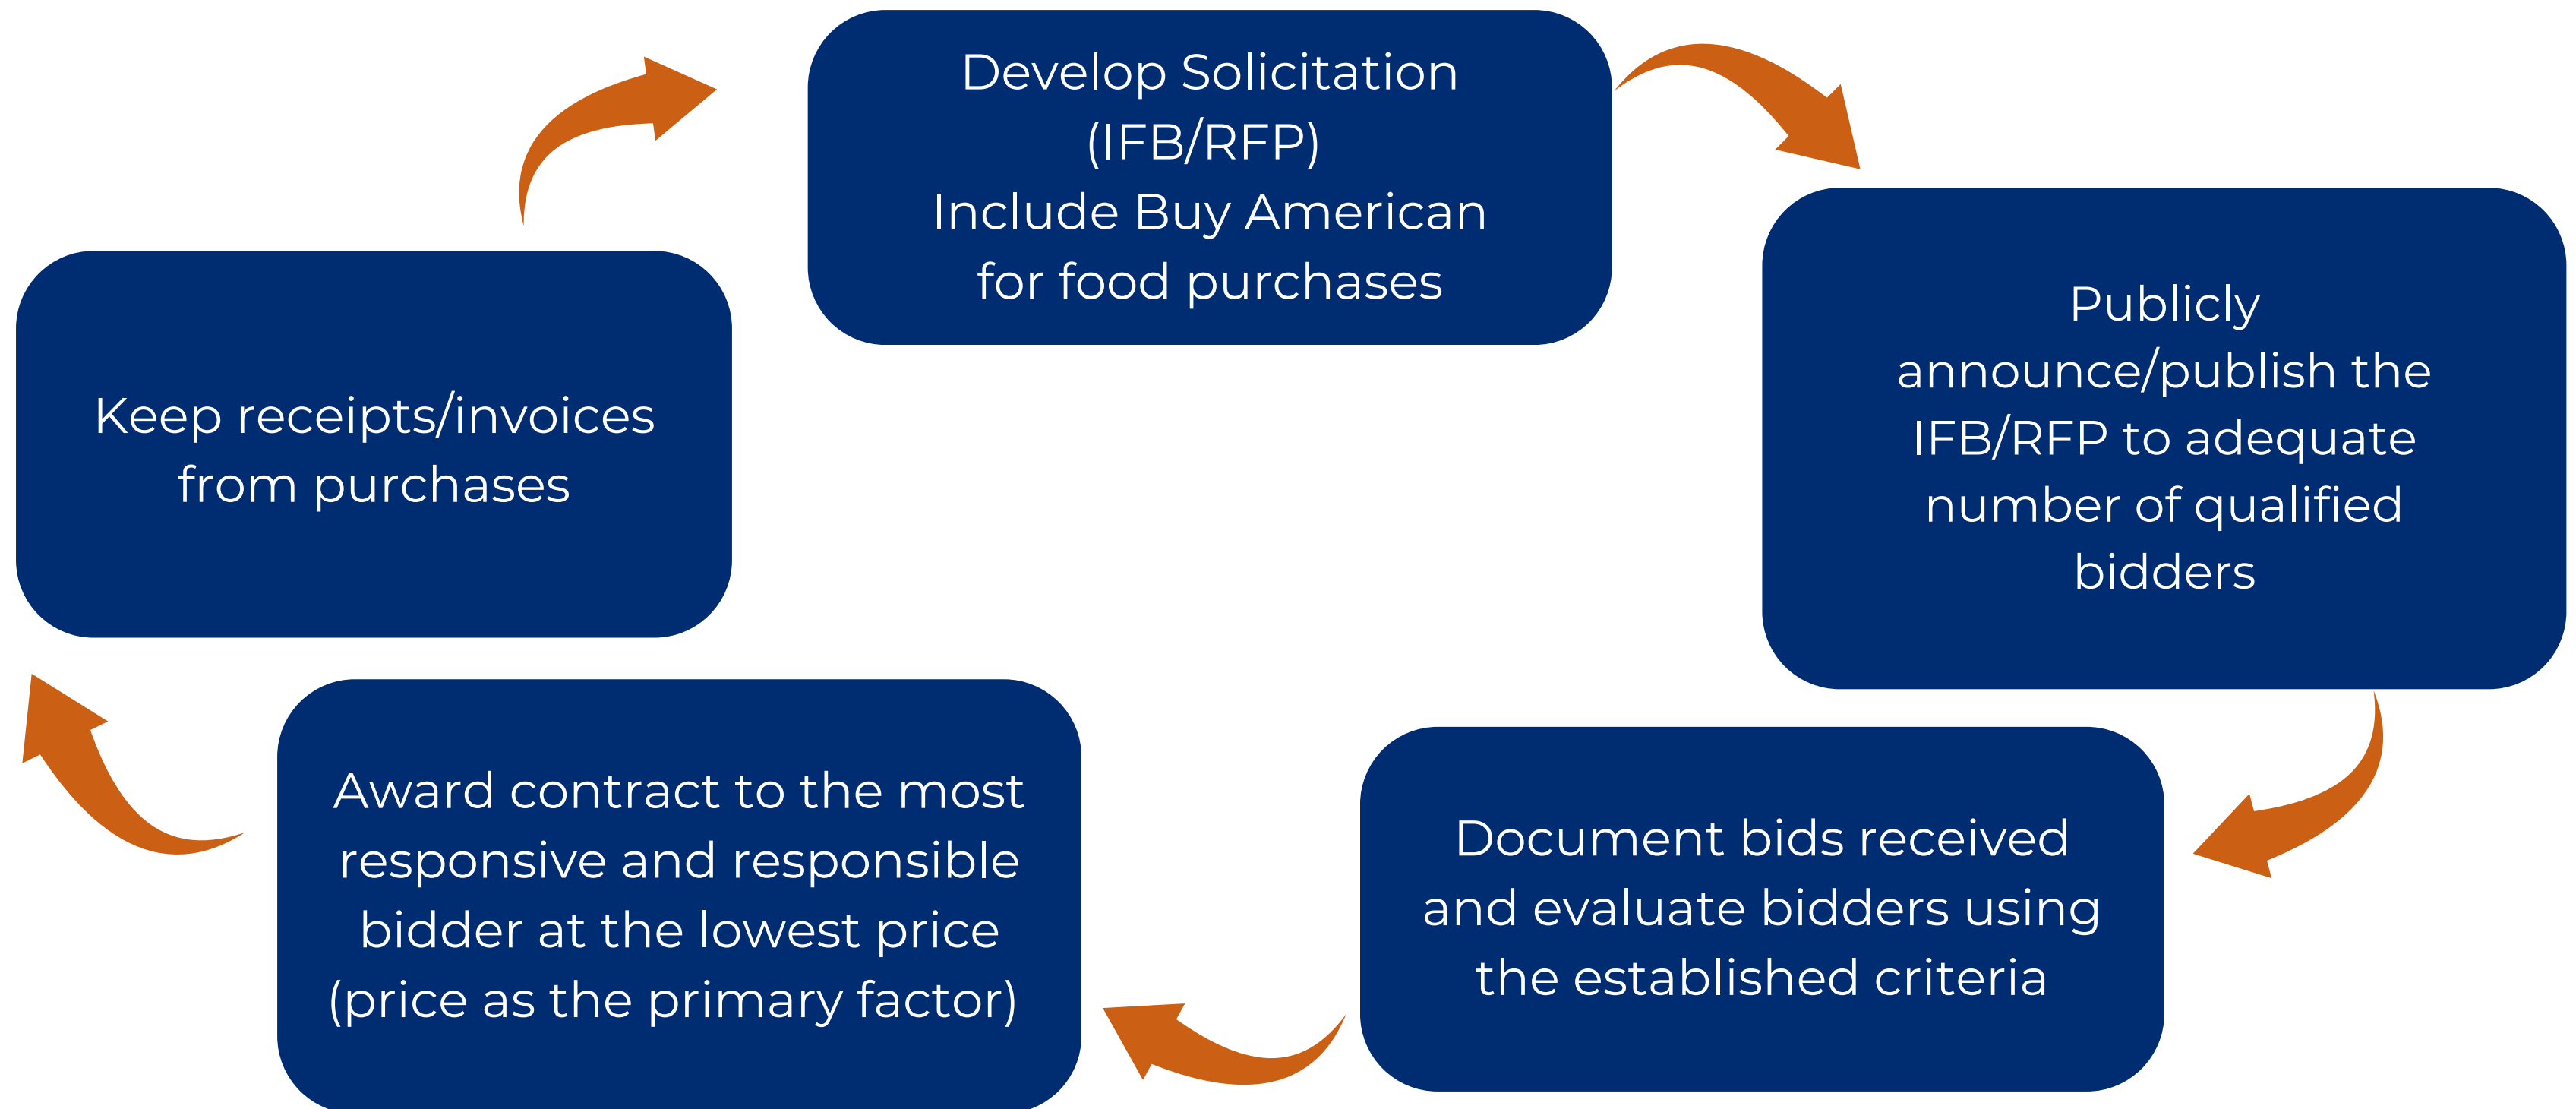 Develop Solicitation
(IFB/RFP)
Include Buy American
for food purchases
Publicly
announce/publish the
IFB/RFP to adequate
number of qualified
bidders
Document bids received
and evaluate bidders using
the established criteria
Award contract to the most
responsive and responsible
bidder at the lowest price
(price as the primary factor)
Keep receipts/invoices
from purchases